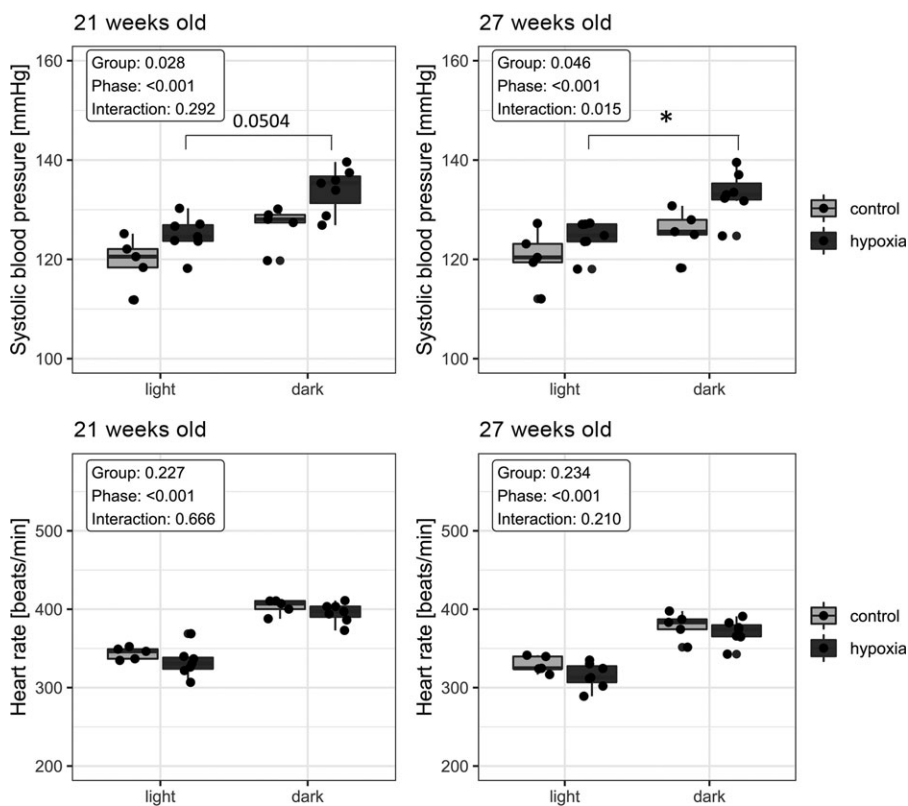 21 weeks old
Systolic blood pressure [mmHg]
160
140
120
100
Group: 0.028
Phase: <0.001
Interaction: 0.292
0.0504
light
dark
27 weeks old
Systolic blood pressure [mmHg]
160
140
120
100
Group: 0.046
Phase: <0.001
Interaction: 0.015
*
light
dark
control
hypoxia
21 weeks old
Heart rate [beats/min]
500
400
300
200
Group: 0.227
Phase: <0.001
Interaction: 0.666
light
dark
27 weeks old
Heart rate [beats/min]
500
400
300
200
Group: 0.234
Phase: <0.001
Interaction: 0.210
light
dark
control
hypoxia